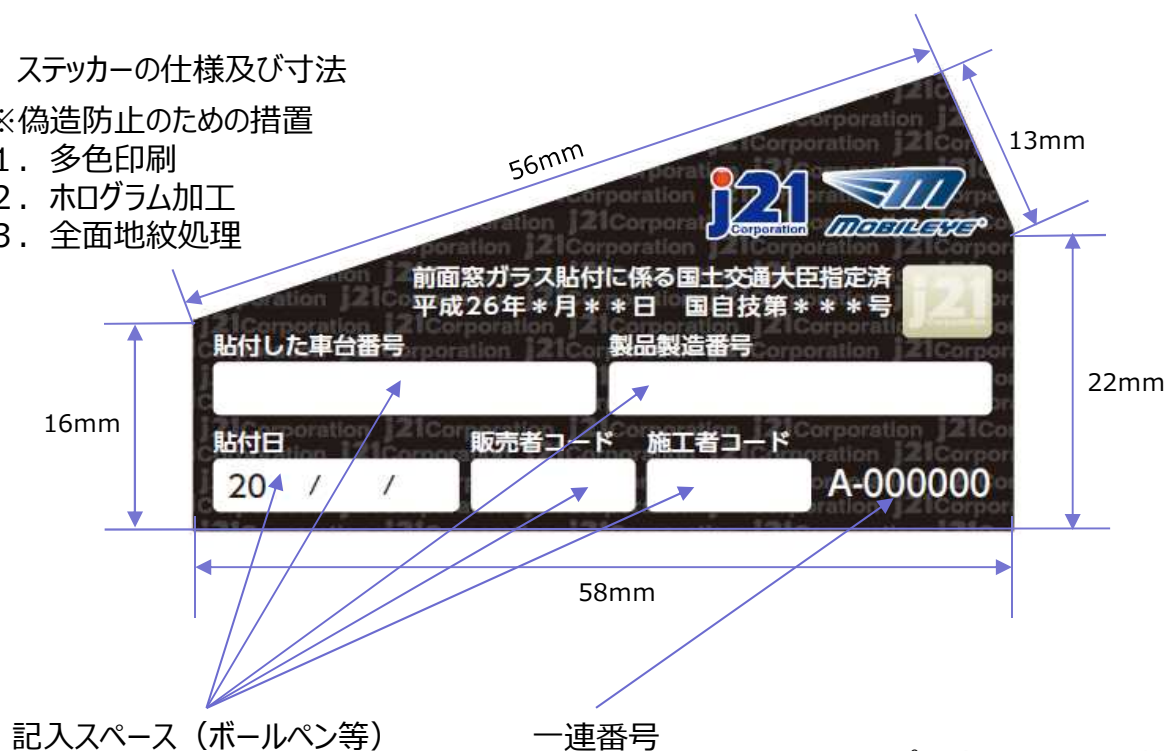 ステッカーの仕様及び寸法
※偽造防止のための措置
1．多色印刷
2．ホログラム加工
3．全面地紋処理
56mm
13mm
j21
Corporation
MOBILEYE
前面窓ガラス貼付に係る国土交通大臣指定済
平成26年＊月＊＊日　国自技第＊＊＊号
j21
貼付した車台番号
製品製造番号
16mm
22mm
貼付日
販売者コード
施工者コード
20　/　/
A-000000
58mm
記入スペース（ボールペン等）
一連番号